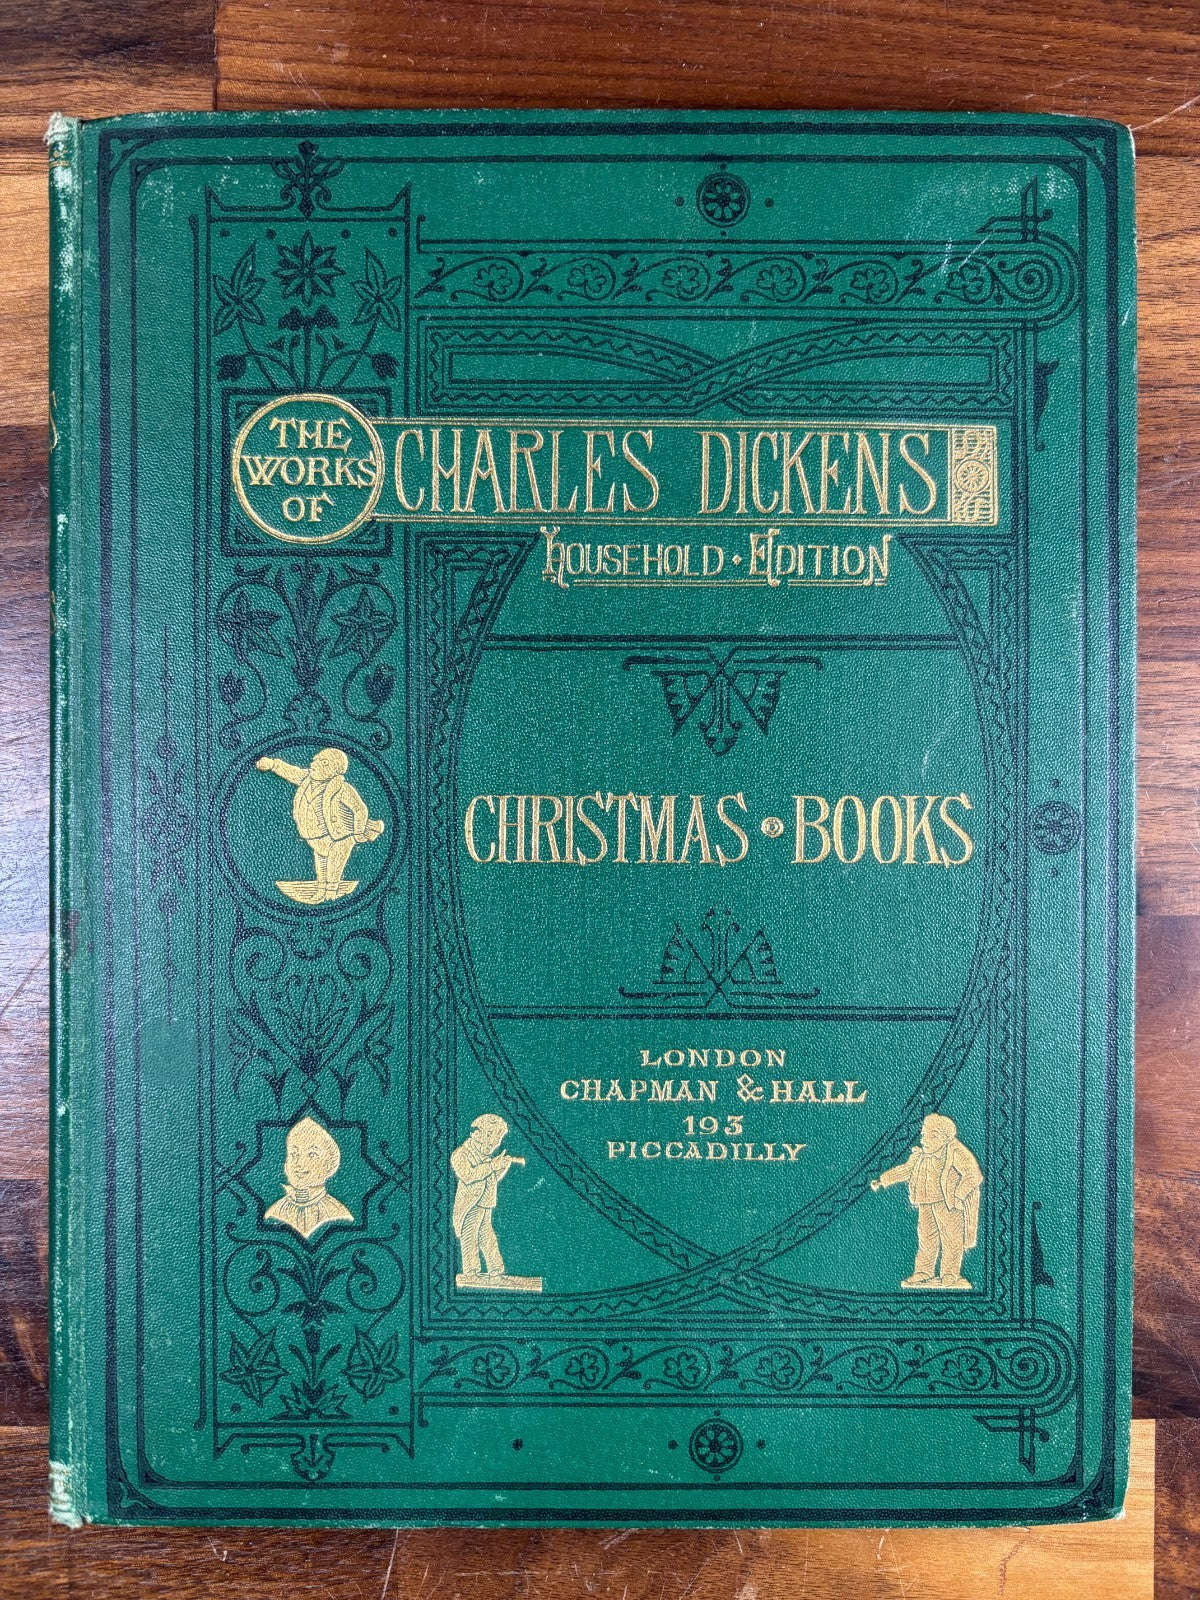 THE
WORKS
OF
CHARLES DICKENS
HOUSEHOLD · EDITION
CHRISTMAS · BOOKS
LONDON
CHAPMAN & HALL
193
PICCADILLY